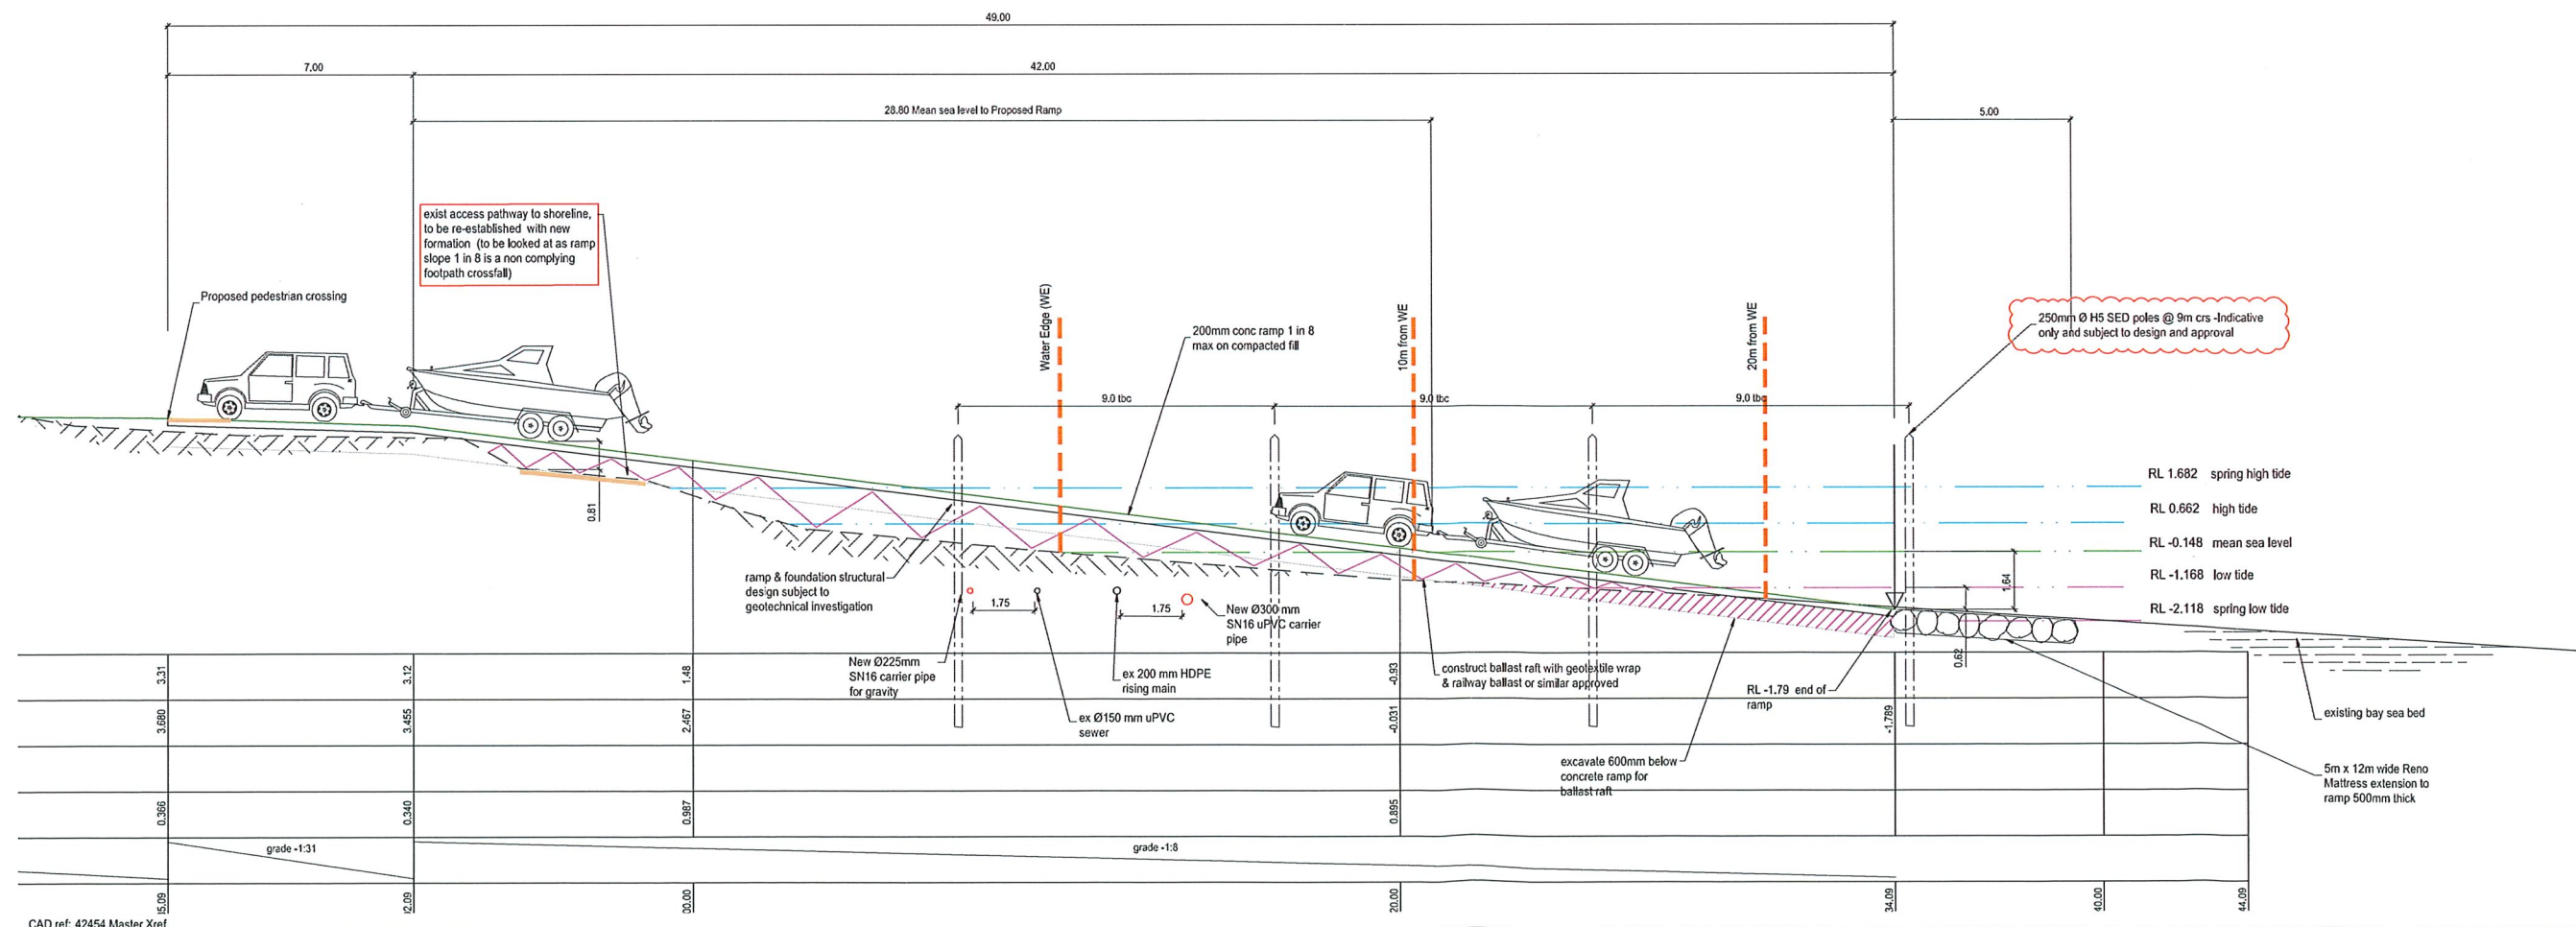 49.00
7.00
42.00
28.80 Mean sea level to Proposed Ramp
5.00
exist access pathway to shoreline,
to be re-established with new
formation (to be looked at as ramp
slope 1 in 8 is a non complying
footpath crossfall)
Proposed pedestrian crossing
Water Edge (WE)
200mm conc ramp 1 in 8
max on compacted fill
10m from WE
20m from WE
250mm Ø H5 SED poles @ 9m crs -Indicative
only and subject to design and approval
9.0 tbc
9.0 tbc
9.0 tbc
RL 1.682 spring high tide
RL 0.662 high tide
RL -0.148 mean sea level
RL -1.168 low tide
RL -2.118 spring low tide
0.81
1.64
0.62
ramp & foundation structural
design subject to
geotechnical investigation
1.75
1.75
New Ø300 mm
SN16 uPVC carrier
pipe
New Ø225mm
SN16 carrier pipe
for gravity
ex 200 mm HDPE
rising main
ex Ø150 mm uPVC
sewer
construct ballast raft with geotextile wrap
& railway ballast or similar approved
RL -1.79 end of
ramp
existing bay sea bed
excavate 600mm below
concrete ramp for
ballast raft
5m x 12m wide Reno
Mattress extension to
ramp 500mm thick
3.31
3.12
1.48
-0.93
3.680
3.455
2.467
-0.031
-1.789
0.366
0.340
0.987
0.895
grade -1:31
grade -1:8
20.00
34.09
40.00
44.09
CAD ref: 42454 Master Xref